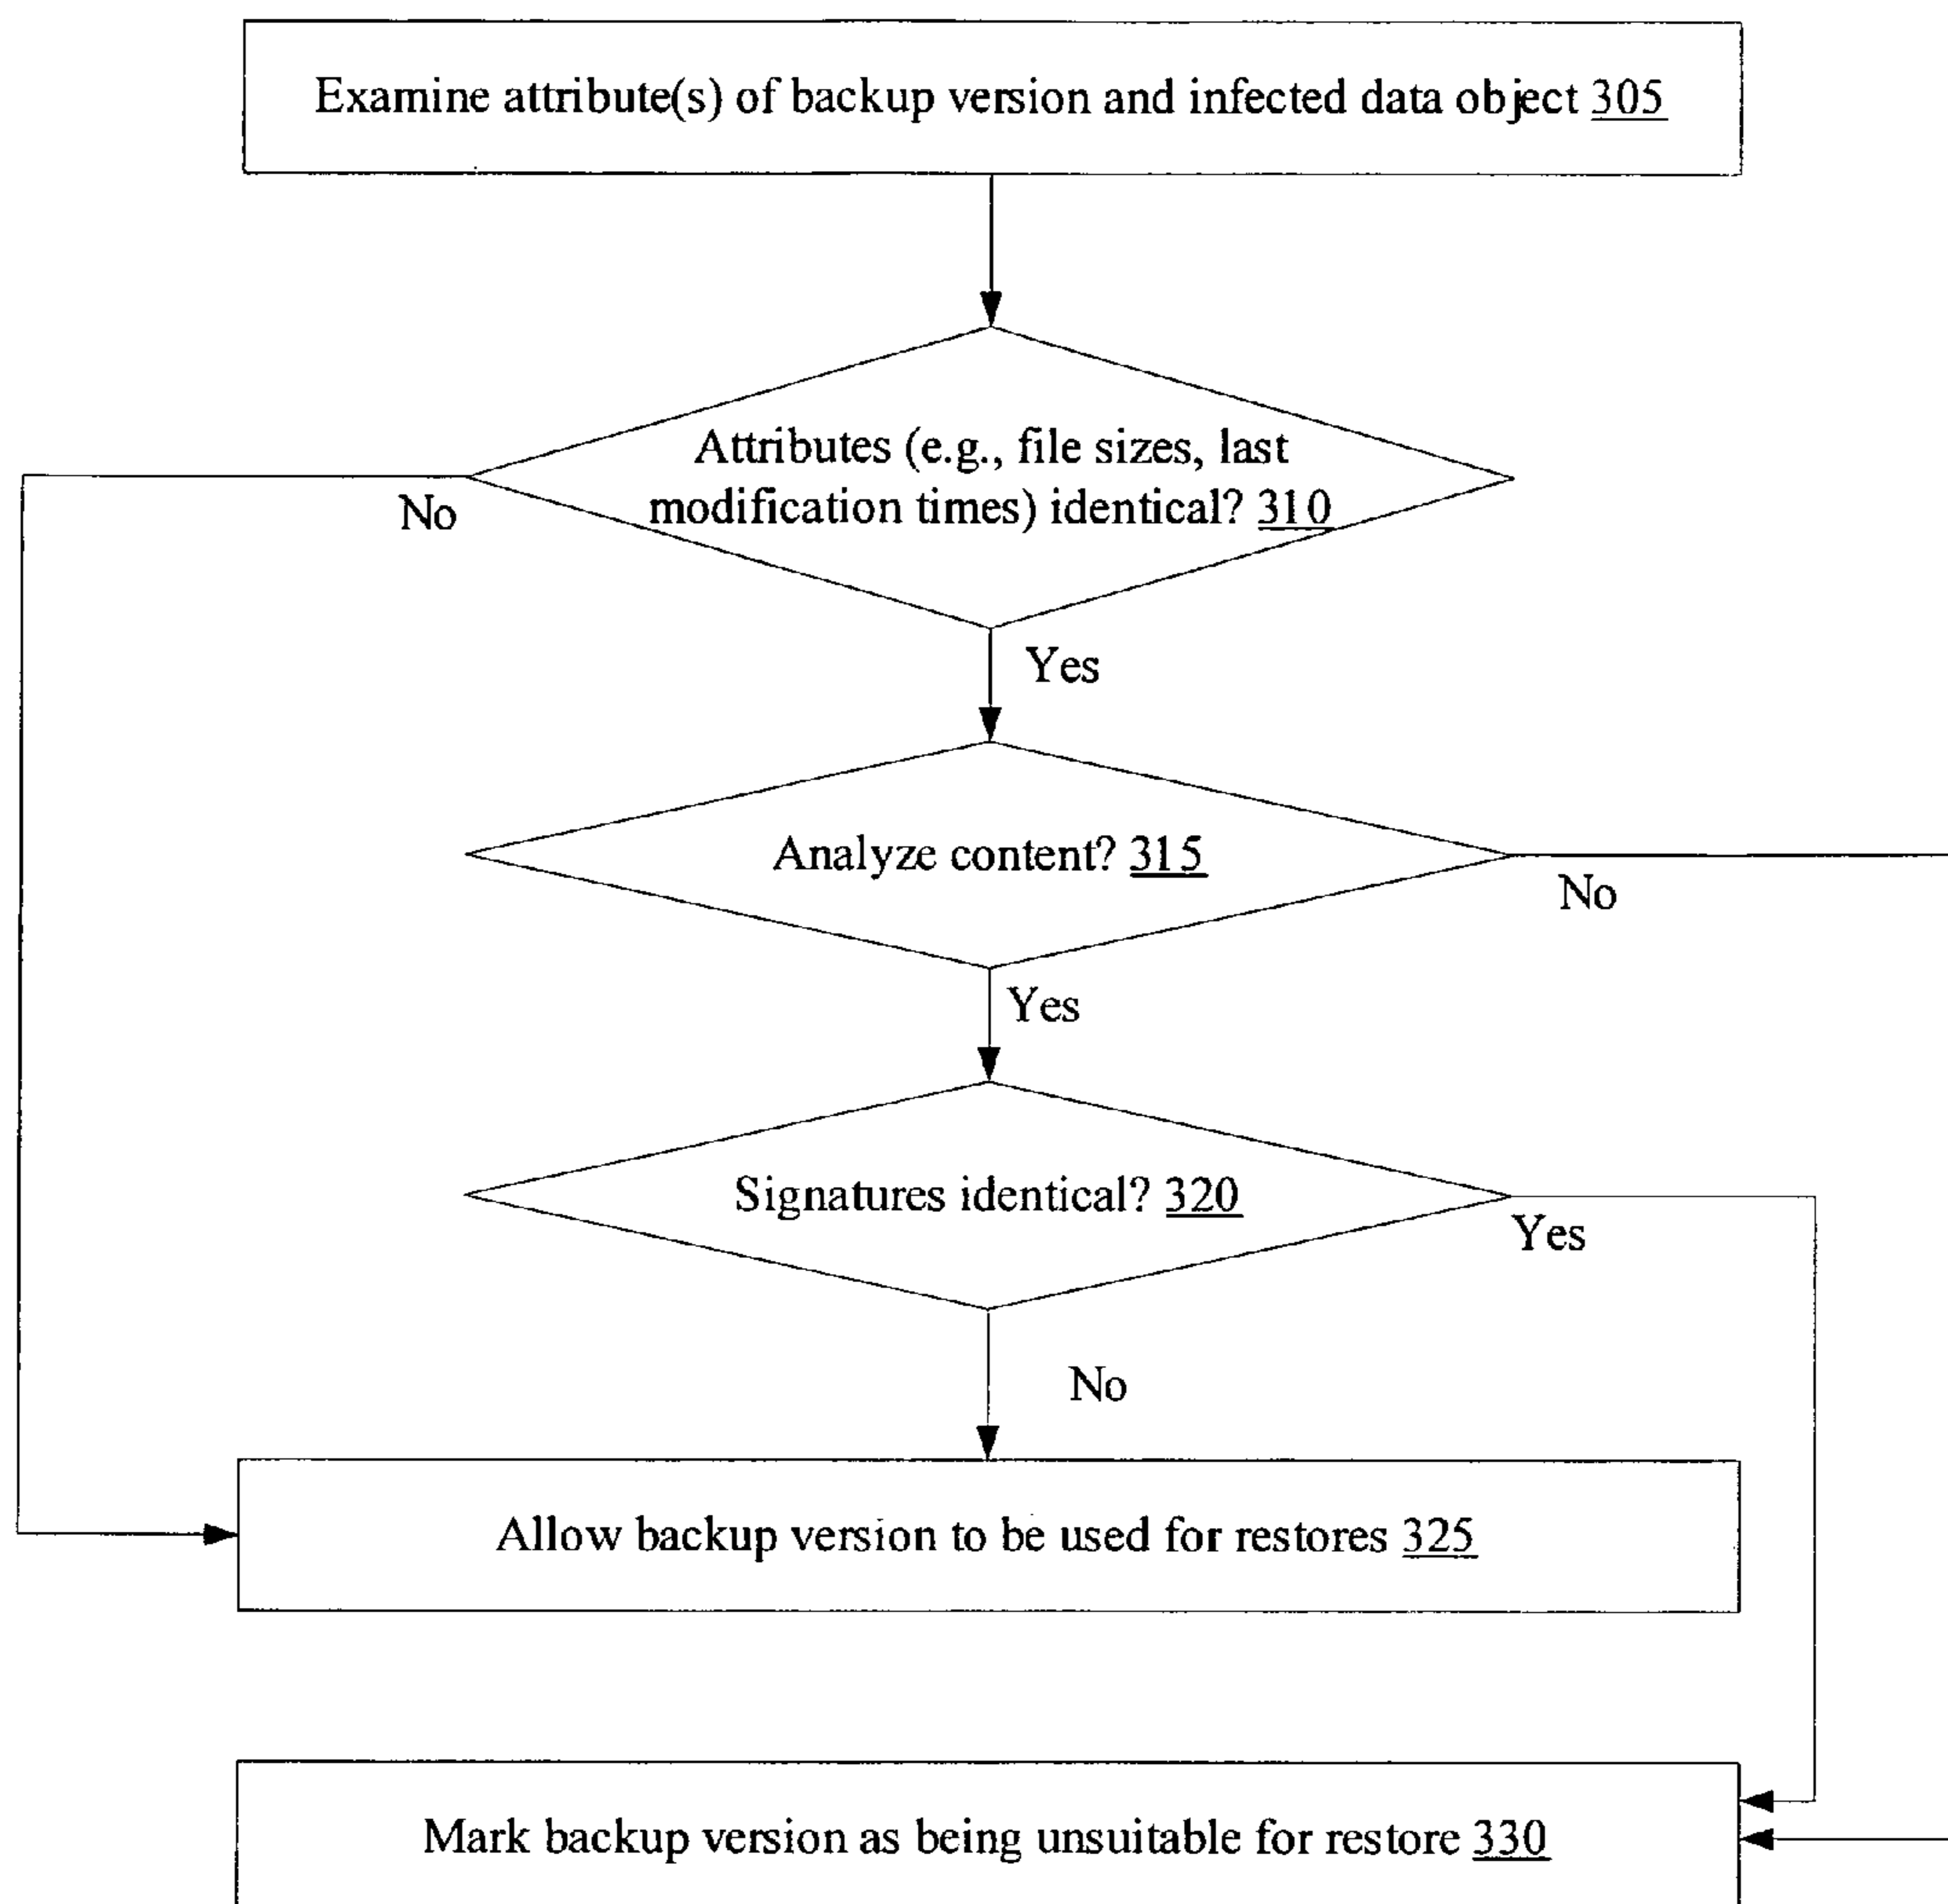 Examine attribute(s) of backup version and infected data object 305
Attributes (e.g., file sizes, last
modification times) identical? 310
No
Yes
Analyze content? 315
No
Yes
Signatures identical? 320
Yes
No
Allow backup version to be used for restores 325
Mark backup version as being unsuitable for restore 330